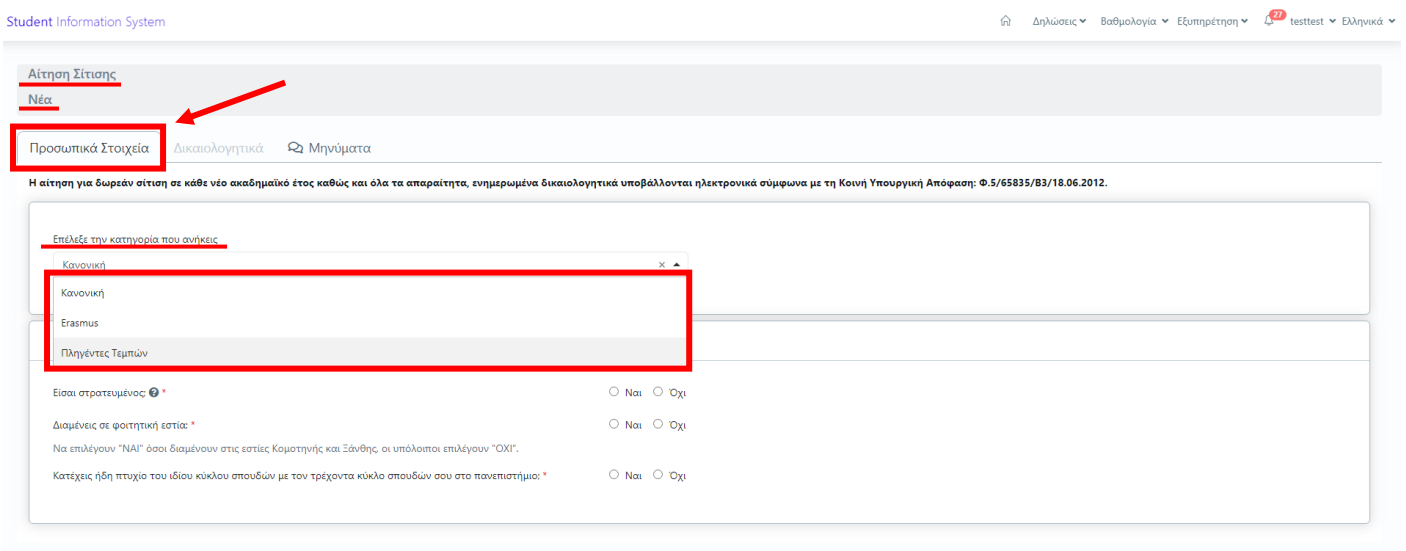 Student Information System
Δηλώσεις Βαθμολογία Εξυπηρέτηση 27 testtest Ελληνικά
Αίτηση Σίτισης
Νέα
Προσωπικά Στοιχεία Δικαιολογητικά Μηνύματα
Η αίτηση για δωρεάν σίτιση σε κάθε νέο ακαδημαϊκό έτος καθώς και όλα τα απαραίτητα, ενημερωμένα δικαιολογητικά υποβάλλονται ηλεκτρονικά σύμφωνα με τη Κοινή Υπουργική Απόφαση: Φ.5/65835/Β3/18.06.2012.
Επέλεξε την κατηγορία που ανήκεις
Κανονική ×
Κανονική
Erasmus
Πληγέντες Τεμπών
Είσαι στρατευμένος; ? * Ναι Όχι
Διαμένεις σε φοιτητική εστία; * Ναι Όχι
Να επιλέγουν "ΝΑΙ" όσοι διαμένουν στις εστίες Κομοτηνής και Ξάνθης, οι υπόλοιποι επιλέγουν "ΟΧΙ".
Κατέχεις ήδη πτυχίο του ιδίου κύκλου σπουδών με τον τρέχοντα κύκλο σπουδών σου στο πανεπιστήμιο; * Ναι Όχι